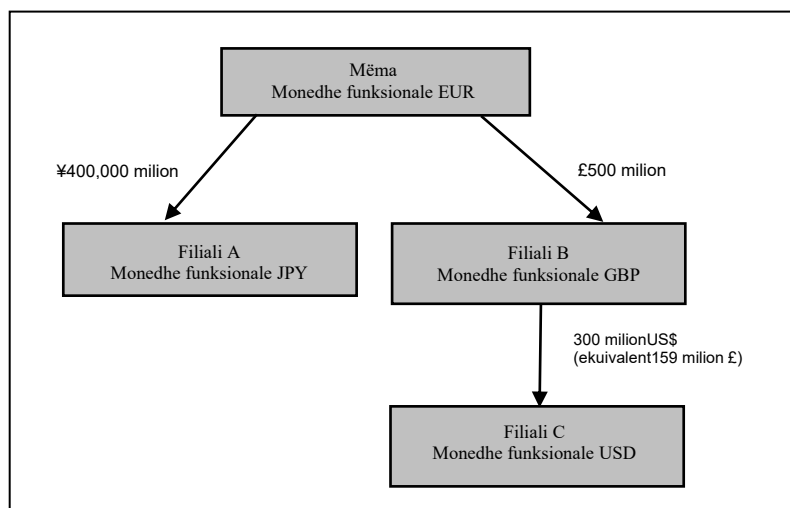 Mëma
Monedhe funksionale EUR
¥400,000 milion
£500 milion
Filiali A
Monedhe funksionale JPY
Filiali B
Monedhe funksionale GBP
300 milionUS$
(ekuivalent159 milion £)
Filiali C
Monedhe funksionale USD